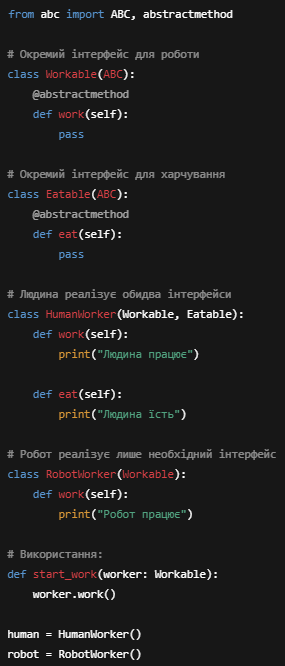 from abc import ABC, abstractmethod

# Окремий інтерфейс для роботи
class Workable(ABC):
    @abstractmethod
    def work(self):
        pass

# Окремий інтерфейс для харчування
class Eatable(ABC):
    @abstractmethod
    def eat(self):
        pass

# Людина реалізує обидва інтерфейси
class HumanWorker(Workable, Eatable):
    def work(self):
        print("Людина працює")

    def eat(self):
        print("Людина їсть")

# Робот реалізує лише необхідний інтерфейс
class RobotWorker(Workable):
    def work(self):
        print("Робот працює")

# Використання:
def start_work(worker: Workable):
    worker.work()

human = HumanWorker()
robot = RobotWorker()